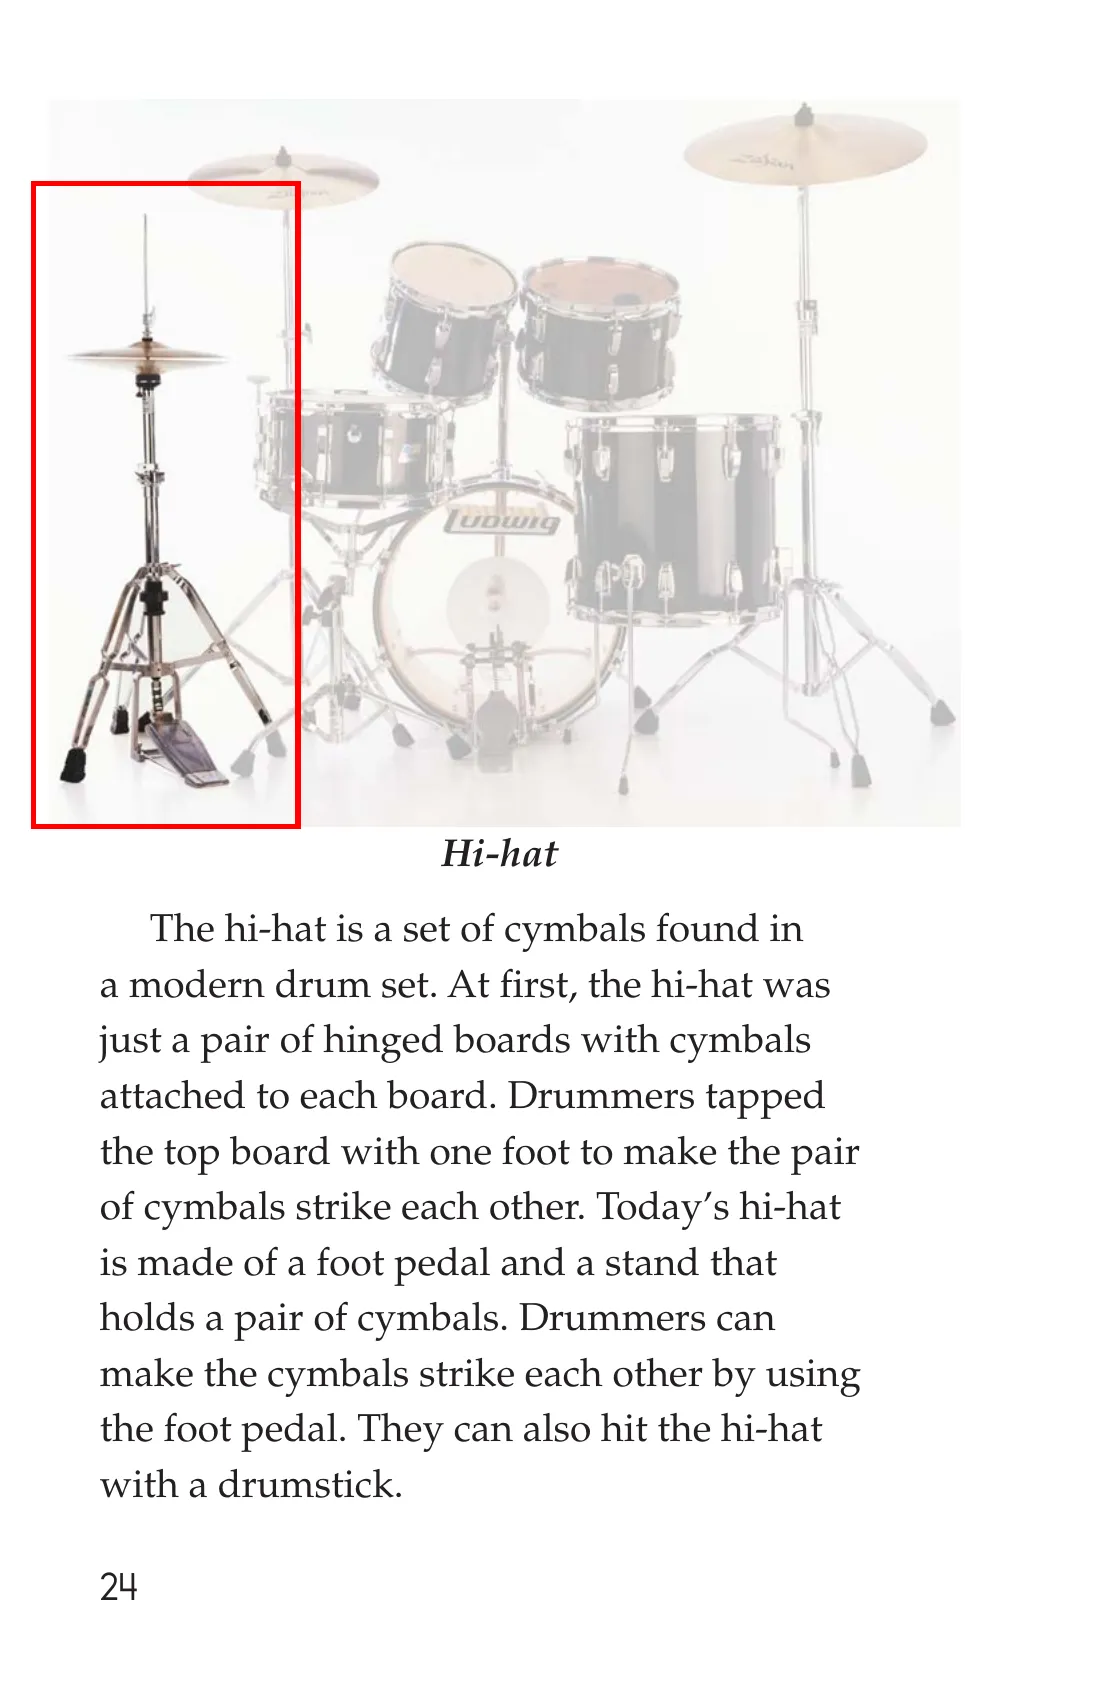 Zildjian
LUDWIG
Hi-hat
The hi-hat is a set of cymbals found in
a modern drum set. At first, the hi-hat was
just a pair of hinged boards with cymbals
attached to each board. Drummers tapped
the top board with one foot to make the pair
of cymbals strike each other. Today’s hi-hat
is made of a foot pedal and a stand that
holds a pair of cymbals. Drummers can
make the cymbals strike each other by using
the foot pedal. They can also hit the hi-hat
with a drumstick.
24